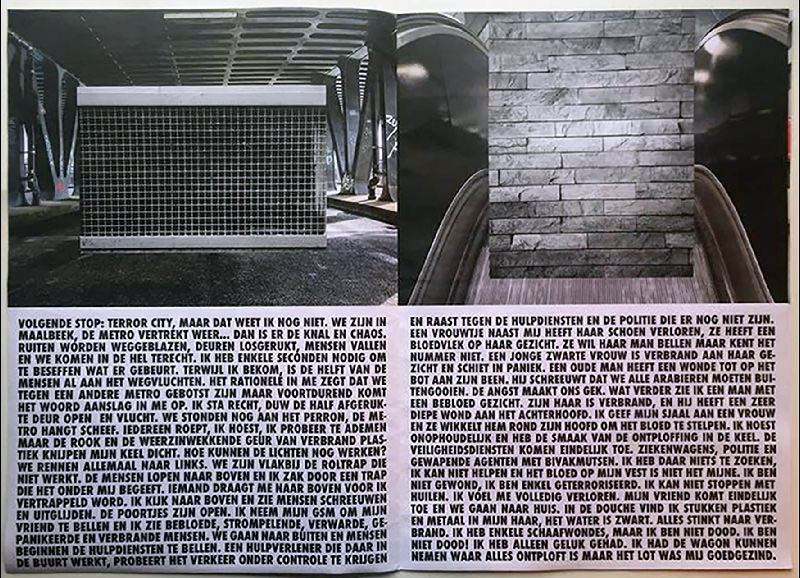 VOLGENDE STOP: TERROR CITY, MAAR DAT WEET IK NOG NIET. WE ZIJN IN
MAALBEEK, DE METRO VERTREKT WEER... DAN IS ER DE KNAL EN CHAOS,
RUITEN WORDEN WEGGEBLAZEN, DEUREN LOSGERUKT, MENSEN VALLEN
EN WE KOMEN IN DE HEL TERECHT. IK HEB ENKELE SECONDEN NODIG OM
TE BESEFFEN WAT ER GEBEURT. TERWIJL IK BEKOM, IS DE HELFT VAN DE
MENSEN AL AAN HET WEGVLUCHTEN. HET RATIONELE IN ME ZEGT DAT WE
TEGEN EEN ANDERE METRO GEBOTST ZIJN MAAR VOORTDUREND KOMT
HET WOORD AANSLAG IN ME OP. IK STA RECHT, DUW DE HALF AFGERUK-
TE DEUR OPEN EN VLUCHT. WE STONDEN NOG AAN HET PERRON, DE ME-
TRO HANGT SCHEEF. IEDEREEN ROEPT, IK HOEST, IK PROBEER TE ADEMEN
MAAR DE ROOK EN DE WEERZINWEKKENDE GEUR VAN VERBRAND PLAS-
TIEK KNIJPEN MIJN KEEL DICHT. HOE KUNNEN DE LICHTEN NOG WERKEN?
WE RENNEN ALLEMAAL NAAR LINKS. WE ZIJN VLAKBIJ DE ROLTRAP DIE
NIET WERKT. DE MENSEN LOPEN NAAR BOVEN EN IK ZAK DOOR EEN TRAP
DIE HET ONDER MIJ BEGEEFT. IEMAND DRAAGT ME NAAR BOVEN VOOR IK
VERTRAPPELD WORD. IK KIJK NAAR BOVEN EN ZIE MENSEN SCHREEUWEN
EN UITGLIJDEN. DE POORTJES ZIJN OPEN. IK NEEM MIJN GSM OM MIJN
VRIEND TE BELLEN EN IK ZIE BEBLOEDE, STROMPELENDE, VERWARDE, GE-
PANIKEERDE EN VERBRANDE MENSEN. WE GAAN NAAR BUITEN EN MENSEN
BEGINNEN DE HULPDIENSTEN TE BELLEN. EEN HULPVERLENER DIE DAAR IN
DE BUURT WERKT, PROBEERT HET VERKEER ONDER CONTROLE TE KRIJGEN
EN RAAST TEGEN DE HULPDIENSTEN EN DE POLITIE DIE ER NOG NIET ZIJN.
EEN VROUWTJE NAAST MIJ HEEFT HAAR SCHOEN VERLOREN, ZE HEEFT EEN
BLOEDVLEK OP HAAR GEZICHT. ZE WIL HAAR MAN BELLEN MAAR KENT HET
NUMMER NIET. EEN JONGE ZWARTE VROUW IS VERBRAND AAN HAAR GE-
ZICHT EN SCHIET IN PANIEK. EEN OUDE MAN HEEFT EEN WONDE TOT OP HET
BOT AAN ZIJN BEEN. HIJ SCHREEUWT DAT WE ALLE ARABIEREN MOETEN BUI-
TENGOOIEN. DE ANGST MAAKT ONS GEK. WAT VERDER ZIE IK EEN MAN MET
EEN BEBLOED GEZICHT. ZIJN HAAR IS VERBRAND, EN HIJ HEEFT EEN ZEER
DIEPE WOND AAN HET ACHTERHOOFD. IK GEEF MIJN SJAAL AAN EEN VROUW
EN ZE WIKKELT HEM ROND ZIJN HOOFD OM HET BLOED TE STELPEN. IK HOEST
ONOPHOUDELIJK EN HEB DE SMAAK VAN DE ONTPLOFFING IN DE KEEL. DE
VEILIGHEIDSDIENSTEN KOMEN EINDELIJK TOE. ZIEKENWAGENS, POLITIE EN
GEWAPENDE AGENTEN MET BIVAKMUTSEN. IK HEB DAAR NIETS TE ZOEKEN,
IK KAN NIET HELPEN EN HET BLOED OP MIJN VEST IS NIET HET MIJNE. IK BEN
NIET GEWOND, IK BEN ENKEL GETERRORISEERD. IK KAN NIET STOPPEN MET
HUILEN. IK VOEL ME VOLLEDIG VERLOREN. MIJN VRIEND KOMT EINDELIJK
TOE EN WE GAAN NAAR HUIS. IN DE DOUCHE VIND IK STUKKEN PLASTIEK
EN METAAL IN MIJN HAAR, HET WATER IS ZWART. ALLES STINKT NAAR VER-
BRAND. IK HEB ENKELE SCHAAFWONDES, MAAR IK BEN NIET DOOD. IK BEN
NIET DOOD! IK HEB ALLEEN GELUK GEHAD. IK HAD DE WAGON KUNNEN
NEMEN WAAR ALLES ONTPLOFT IS MAAR HET LOT WAS MIJ GOEDGEZIND.